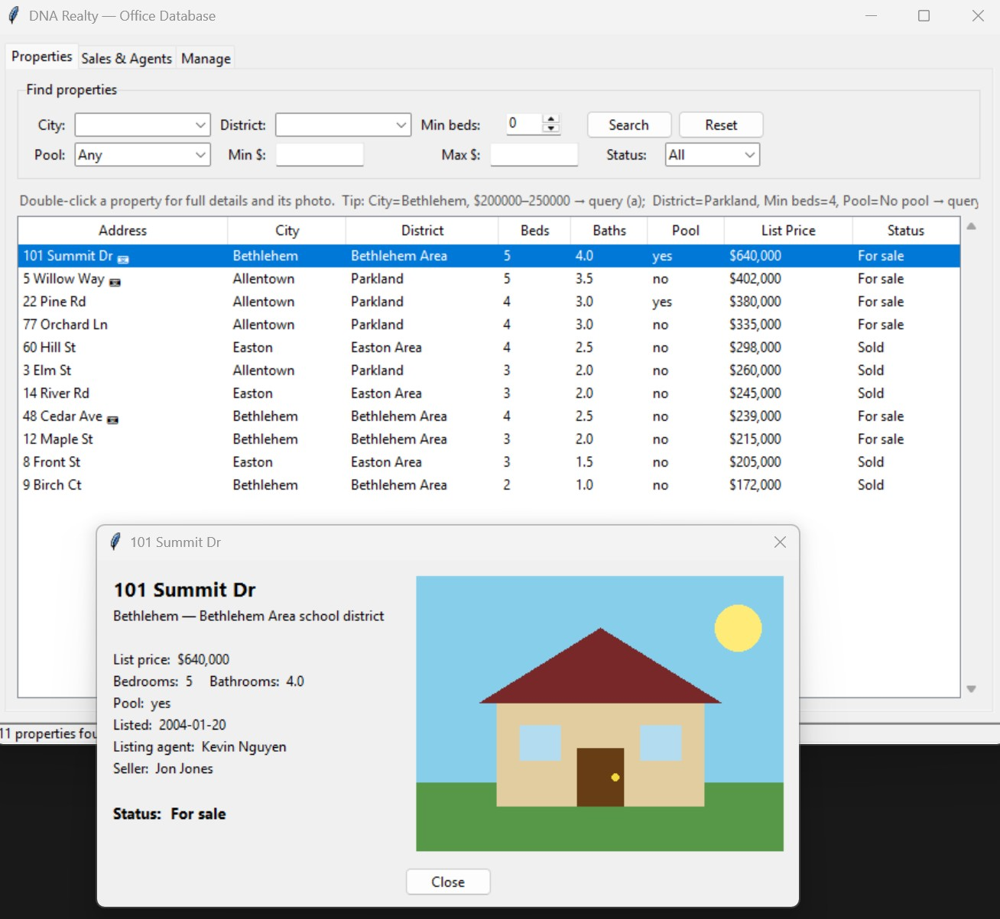 DNA Realty — Office Database
Properties Sales & Agents Manage
Find properties
City: District: Min beds: 0 Search Reset
Pool: Any Min $: Max $: Status: All
Double-click a property for full details and its photo. Tip: City=Bethlehem, $200000–250000 → query (a); District=Parkland, Min beds=4, Pool=No pool → query
Address City District Beds Baths Pool List Price Status
101 Summit Dr Bethlehem Bethlehem Area 5 4.0 yes $640,000 For sale
5 Willow Way Allentown Parkland 5 3.5 no $402,000 For sale
22 Pine Rd Allentown Parkland 4 3.0 yes $380,000 For sale
77 Orchard Ln Allentown Parkland 4 3.0 no $335,000 For sale
60 Hill St Easton Easton Area 4 2.5 no $298,000 Sold
3 Elm St Allentown Parkland 3 2.0 no $260,000 Sold
14 River Rd Easton Easton Area 3 2.0 no $245,000 Sold
48 Cedar Ave Bethlehem Bethlehem Area 4 2.5 no $239,000 For sale
12 Maple St Bethlehem Bethlehem Area 3 2.0 no $215,000 For sale
8 Front St Easton Easton Area 3 1.5 no $205,000 Sold
9 Birch Ct Bethlehem Bethlehem Area 2 1.0 no $172,000 Sold
11 properties fou
101 Summit Dr
101 Summit Dr
Bethlehem — Bethlehem Area school district
List price: $640,000
Bedrooms: 5 Bathrooms: 4.0
Pool: yes
Listed: 2004-01-20
Listing agent: Kevin Nguyen
Seller: Jon Jones
Status: For sale
Close